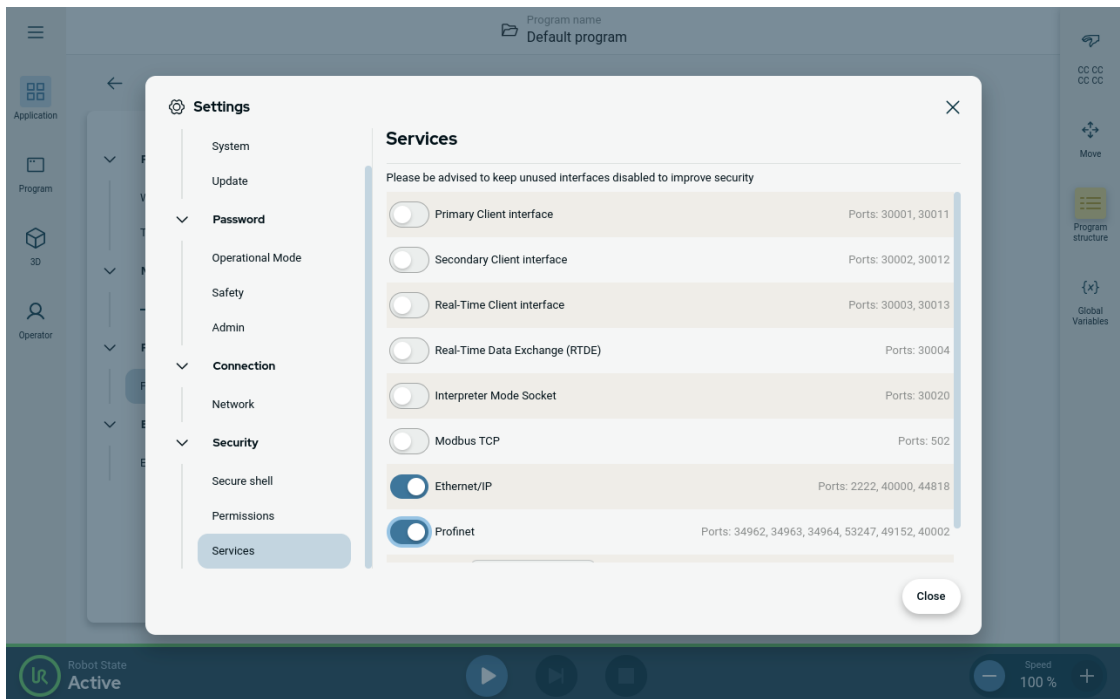 Program name
Default program
Application
Program
3D
Operator
Settings
System
Update
Password
Operational Mode
Safety
Admin
Connection
Network
Security
Secure shell
Permissions
Services
Services
Please be advised to keep unused interfaces disabled to improve security
Primary Client interface Ports: 30001, 30011
Secondary Client interface Ports: 30002, 30012
Real-Time Client interface Ports: 30003, 30013
Real-Time Data Exchange (RTDE) Ports: 30004
Interpreter Mode Socket Ports: 30020
Modbus TCP Ports: 502
Ethernet/IP Ports: 2222, 40000, 44818
Profinet Ports: 34962, 34963, 34964, 53247, 49152, 40002
Close
CC CC
CC CC
Move
Program
structure
{x}
Global
Variables
UR
Robot State
Active
Speed
100 %